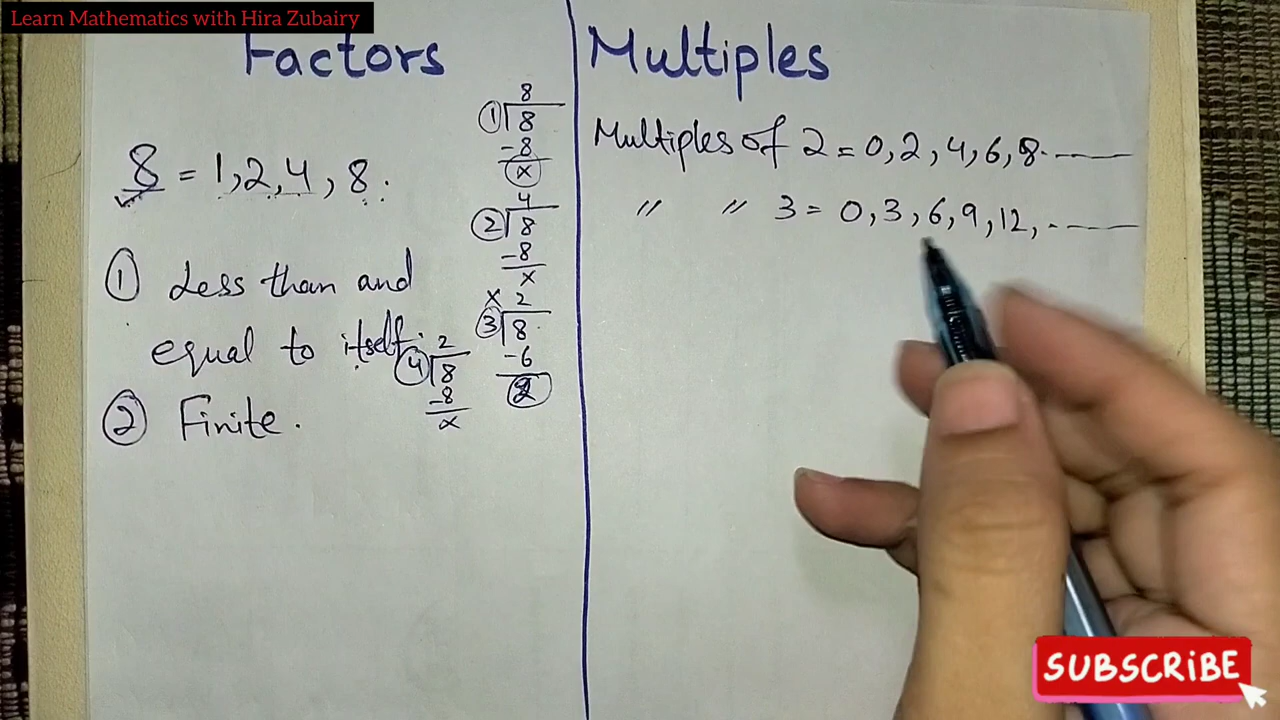 Learn Mathematics with Hira Zubairy
Factors
8 = 1, 2, 4, 8.
① Less than and
equal to itself.
② Finite.
8
① 8
-8
x
4
② 8
-8
x
x 2
③ 8
-6
2
2
④ 8
-8
x
Multiples
Multiples of 2 = 0, 2, 4, 6, 8 - ——
" " 3 = 0, 3, 6, 9, 12, - ——
SUBSCRIBE